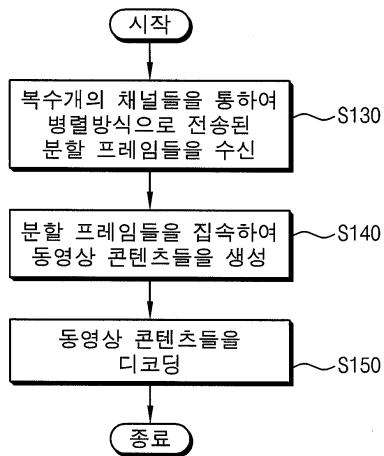 시작
복수개의 채널들을 통하여
병렬방식으로 전송된
분할 프레임들을 수신
S130
분할 프레임들을 집속하여
동영상 콘텐츠들을 생성
S140
동영상 콘텐츠들을
디코딩
S150
종료